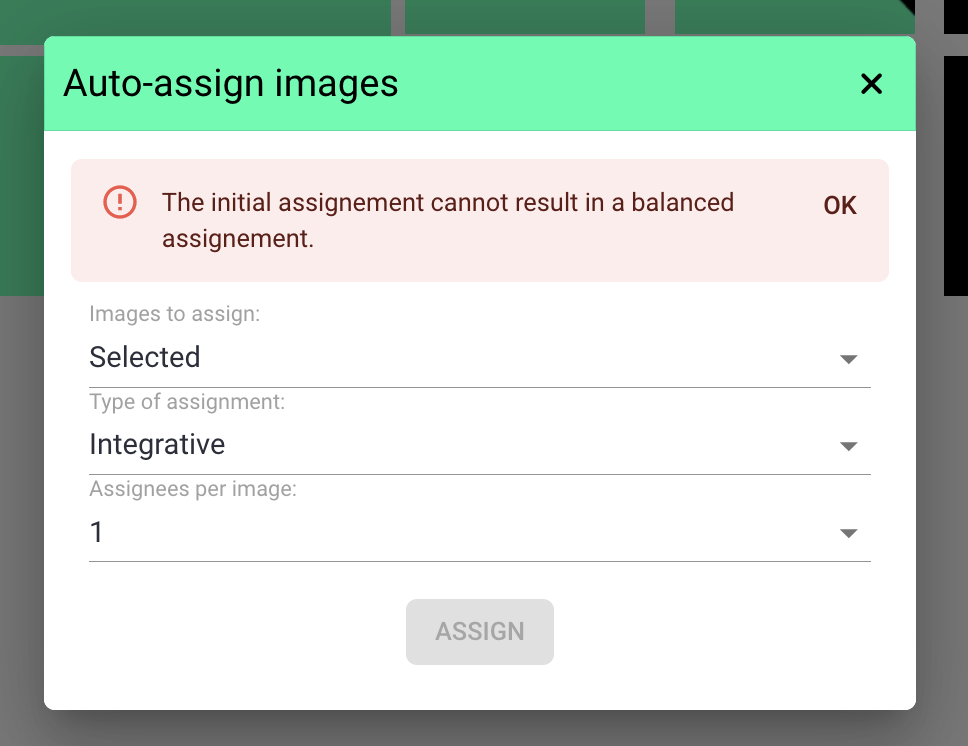 Auto-assign images
The initial assignement cannot result in a balanced
assignement.
OK
Images to assign:
Selected
Type of assignment:
Integrative
Assignees per image:
1
ASSIGN